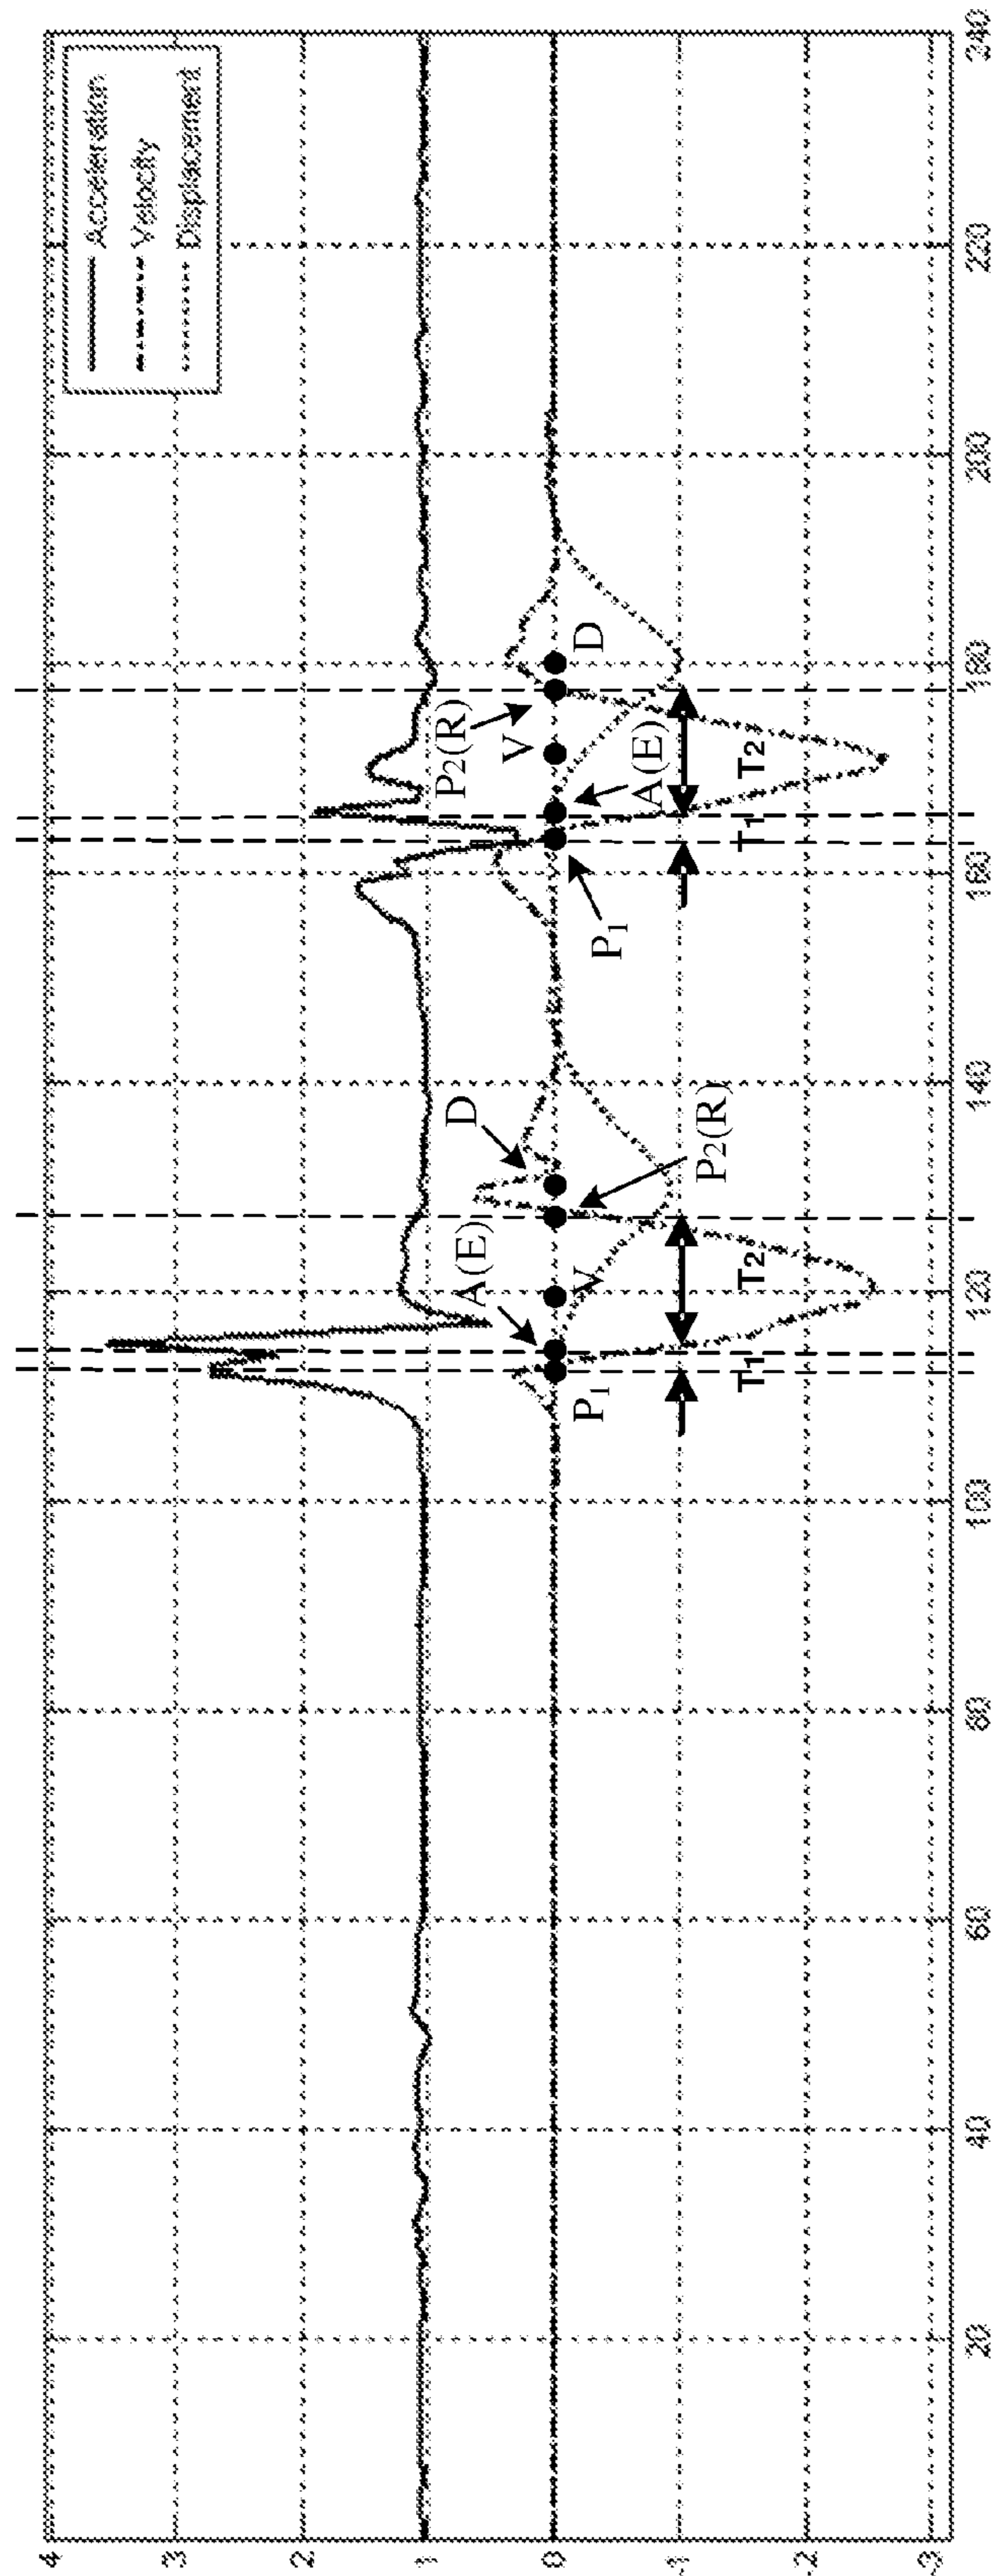 Acceleration
Velocity
Displacement
4
3
2
1
0
-1
-2
-3
20
40
60
80
100
120
140
160
180
200
220
240
P1
A(E)
V
P2(R)
D
T1
T2
P1
A(E)
V
P2(R)
D
T1
T2